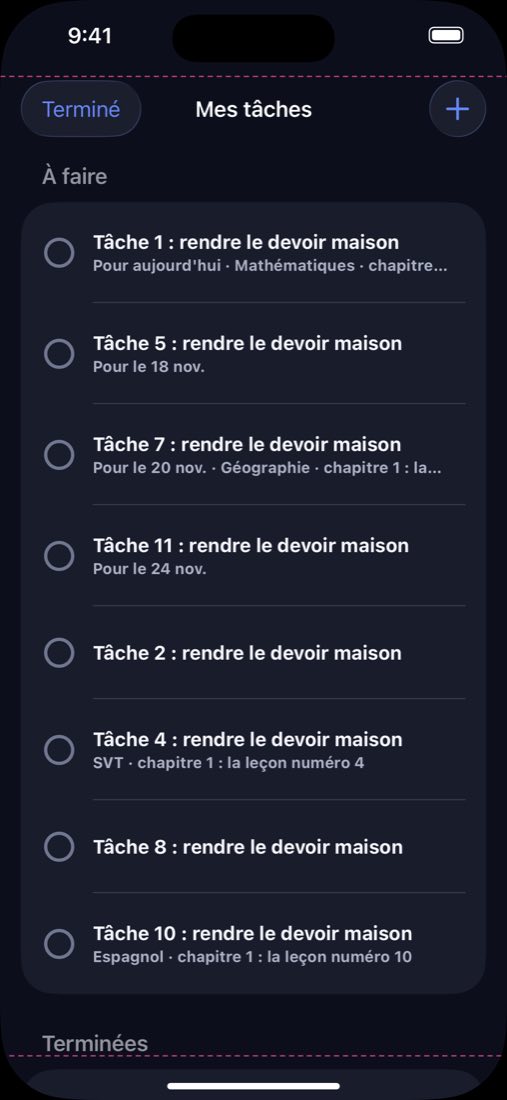 9:41
Terminé
Mes tâches
À faire
Tâche 1 : rendre le devoir maison
Pour aujourd'hui · Mathématiques · chapitre...
Tâche 5 : rendre le devoir maison
Pour le 18 nov.
Tâche 7 : rendre le devoir maison
Pour le 20 nov. · Géographie · chapitre 1 : la...
Tâche 11 : rendre le devoir maison
Pour le 24 nov.
Tâche 2 : rendre le devoir maison
Tâche 4 : rendre le devoir maison
SVT · chapitre 1 : la leçon numéro 4
Tâche 8 : rendre le devoir maison
Tâche 10 : rendre le devoir maison
Espagnol · chapitre 1 : la leçon numéro 10
Terminées